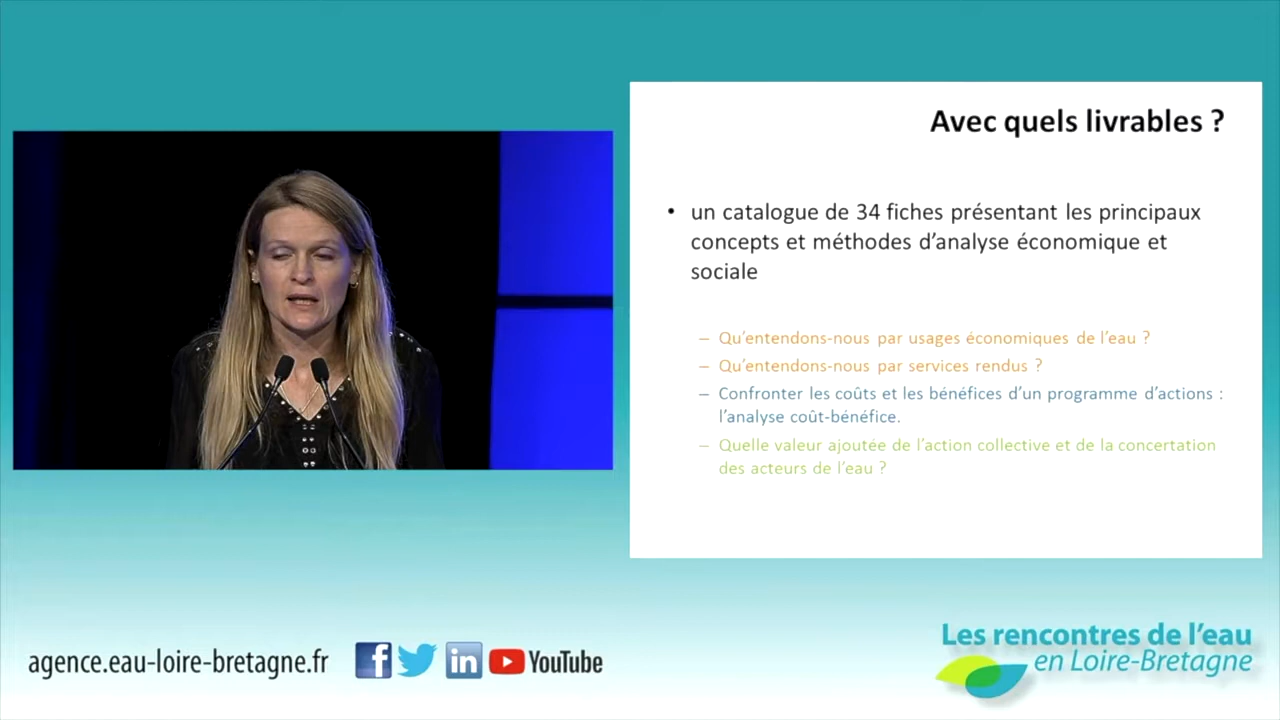 Avec quels livrables ?
• un catalogue de 34 fiches présentant les principaux
concepts et méthodes d’analyse économique et
sociale
– Qu’entendons-nous par usages économiques de l’eau ?
– Qu’entendons-nous par services rendus ?
– Confronter les coûts et les bénéfices d’un programme d’actions :
l’analyse coût-bénéfice.
– Quelle valeur ajoutée de l’action collective et de la concertation
des acteurs de l’eau ?
agence.eau-loire-bretagne.fr
f
in
YouTube
Les rencontres de l’eau
en Loire-Bretagne